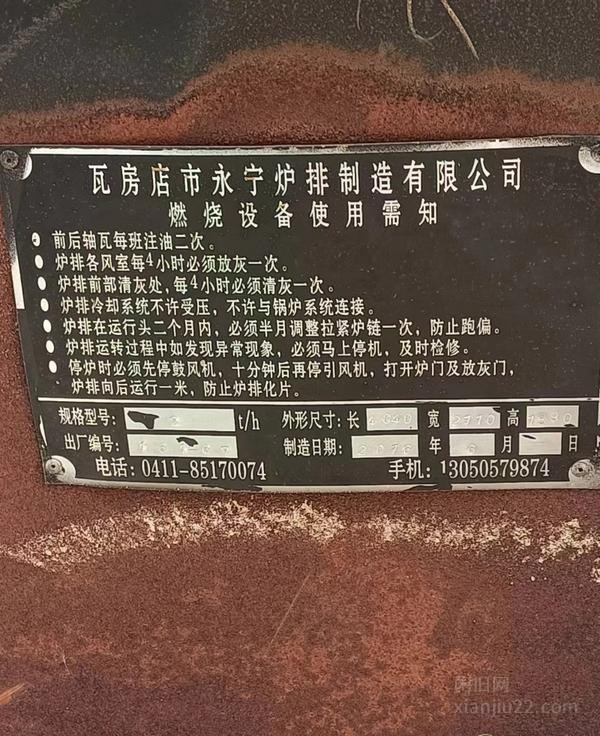 瓦房店市永宁炉排制造有限公司
燃烧设备使用需知
● 前后轴瓦每班注油二次。
● 炉排各风室每4小时必须放灰一次。
● 炉排前部清灰处,每4小时必须清灰一次。
● 炉排冷却系统不许受压,不许与锅炉系统连接。
● 炉排在运行头二个月内,必须半月调整拉紧炉链一次,防止跑偏。
● 炉排运转过程中如发现异常现象,必须马上停机,及时检修。
● 停炉时必须先停鼓风机,十分钟后再停引风机,打开炉门及放灰门,
炉排向后运行一米,防止炉排化片。
规格型号: t/h 外形尺寸:长 宽 高
出厂编号: 制造日期: 年 月 日
电话:0411-85170074 手机:13050579874
鲜旧网
xianjiu22.com